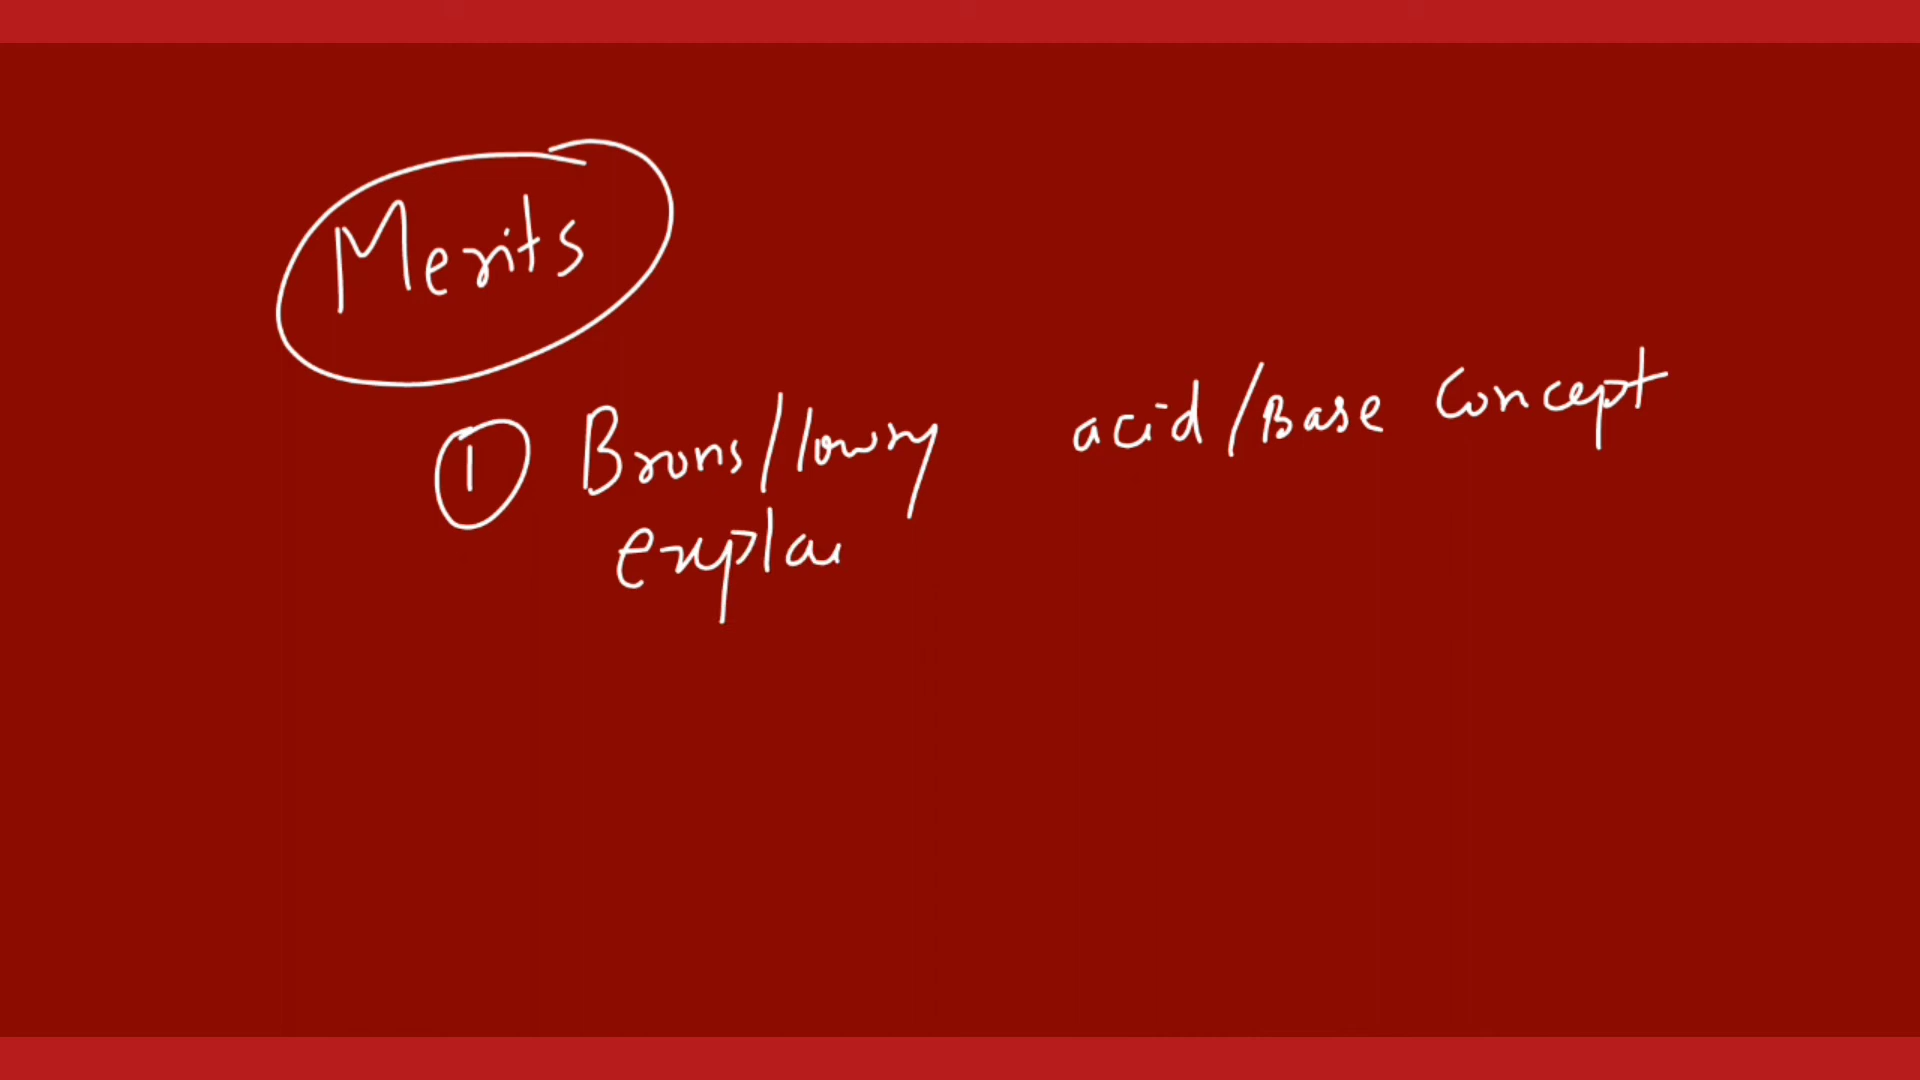 Merits
① Brons/lowry acid/Base Concept
explai